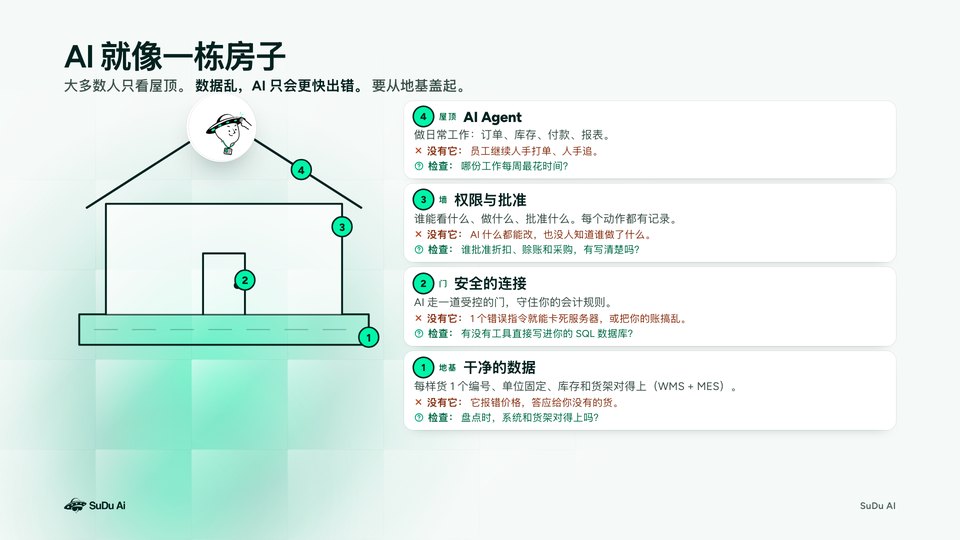 AI 就像一栋房子
大多数人只看屋顶。 数据乱，AI 只会更快出错。 要从地基盖起。
4
3
2
1
4 屋顶 AI Agent
做日常工作：订单、库存、付款、报表。
× 没有它： 员工继续人手打单、人手追。
? 检查： 哪份工作每周最花时间?
3 墙 权限与批准
谁能看什么、做什么、批准什么。每个动作都有记录。
× 没有它： AI 什么都能改，也没人知道谁做了什么。
? 检查： 谁批准折扣、赊账和采购，有写清楚吗?
2 门 安全的连接
AI 走一道受控的门，守住你的会计规则。
× 没有它： 1 个错误指令就能卡死服务器，或把你的账搞乱。
? 检查： 有没有工具直接写进你的 SQL 数据库?
1 地基 干净的数据
每样货 1 个编号、单位固定、库存和货架对得上（WMS + MES）。
× 没有它： 它报错价格，答应给你没有的货。
? 检查： 盘点时，系统和货架对得上吗?
SuDu Ai
SuDu AI